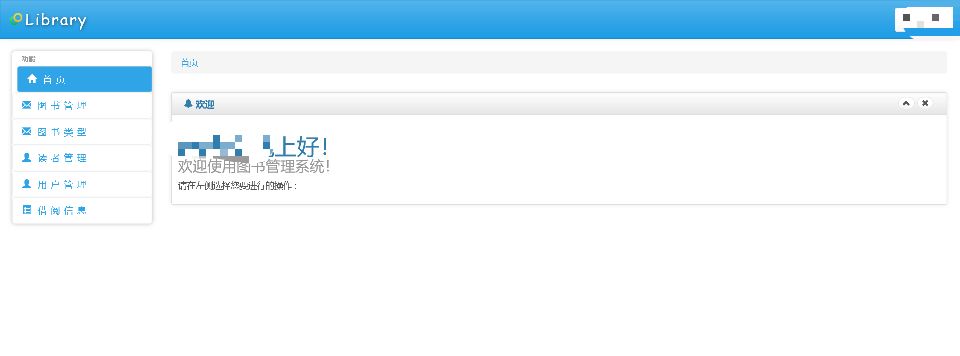 Library
功能
首页
首页
图书管理
图书类型
读者管理
用户管理
借阅信息
欢迎
上好!
欢迎使用图书管理系统!
请在左侧选择您要进行的操作：